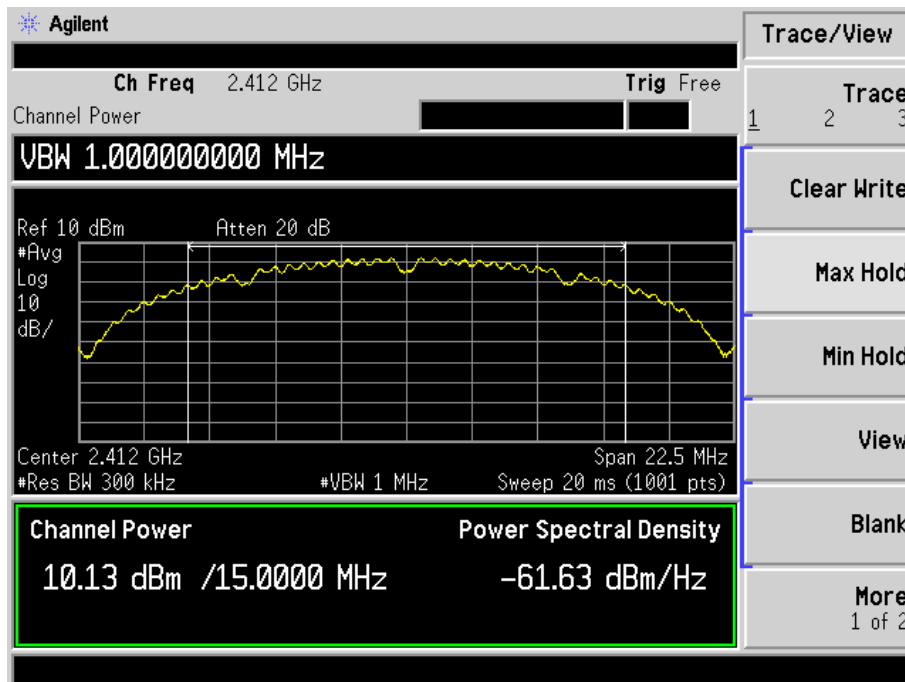 Agilent
Trace/View
Ch Freq 2.412 GHz Trig Free
Channel Power
Trace
1 2 3
VBW 1.000000000 MHz
Clear Write
Ref 10 dBm Atten 20 dB
#Avg
Log
10
dB/
Max Hold
Min Hold
View
Center 2.412 GHz Span 22.5 MHz
#Res BW 300 kHz #VBW 1 MHz Sweep 20 ms (1001 pts)
Channel Power Power Spectral Density
Blank
10.13 dBm /15.0000 MHz -61.63 dBm/Hz
More
1 of 2